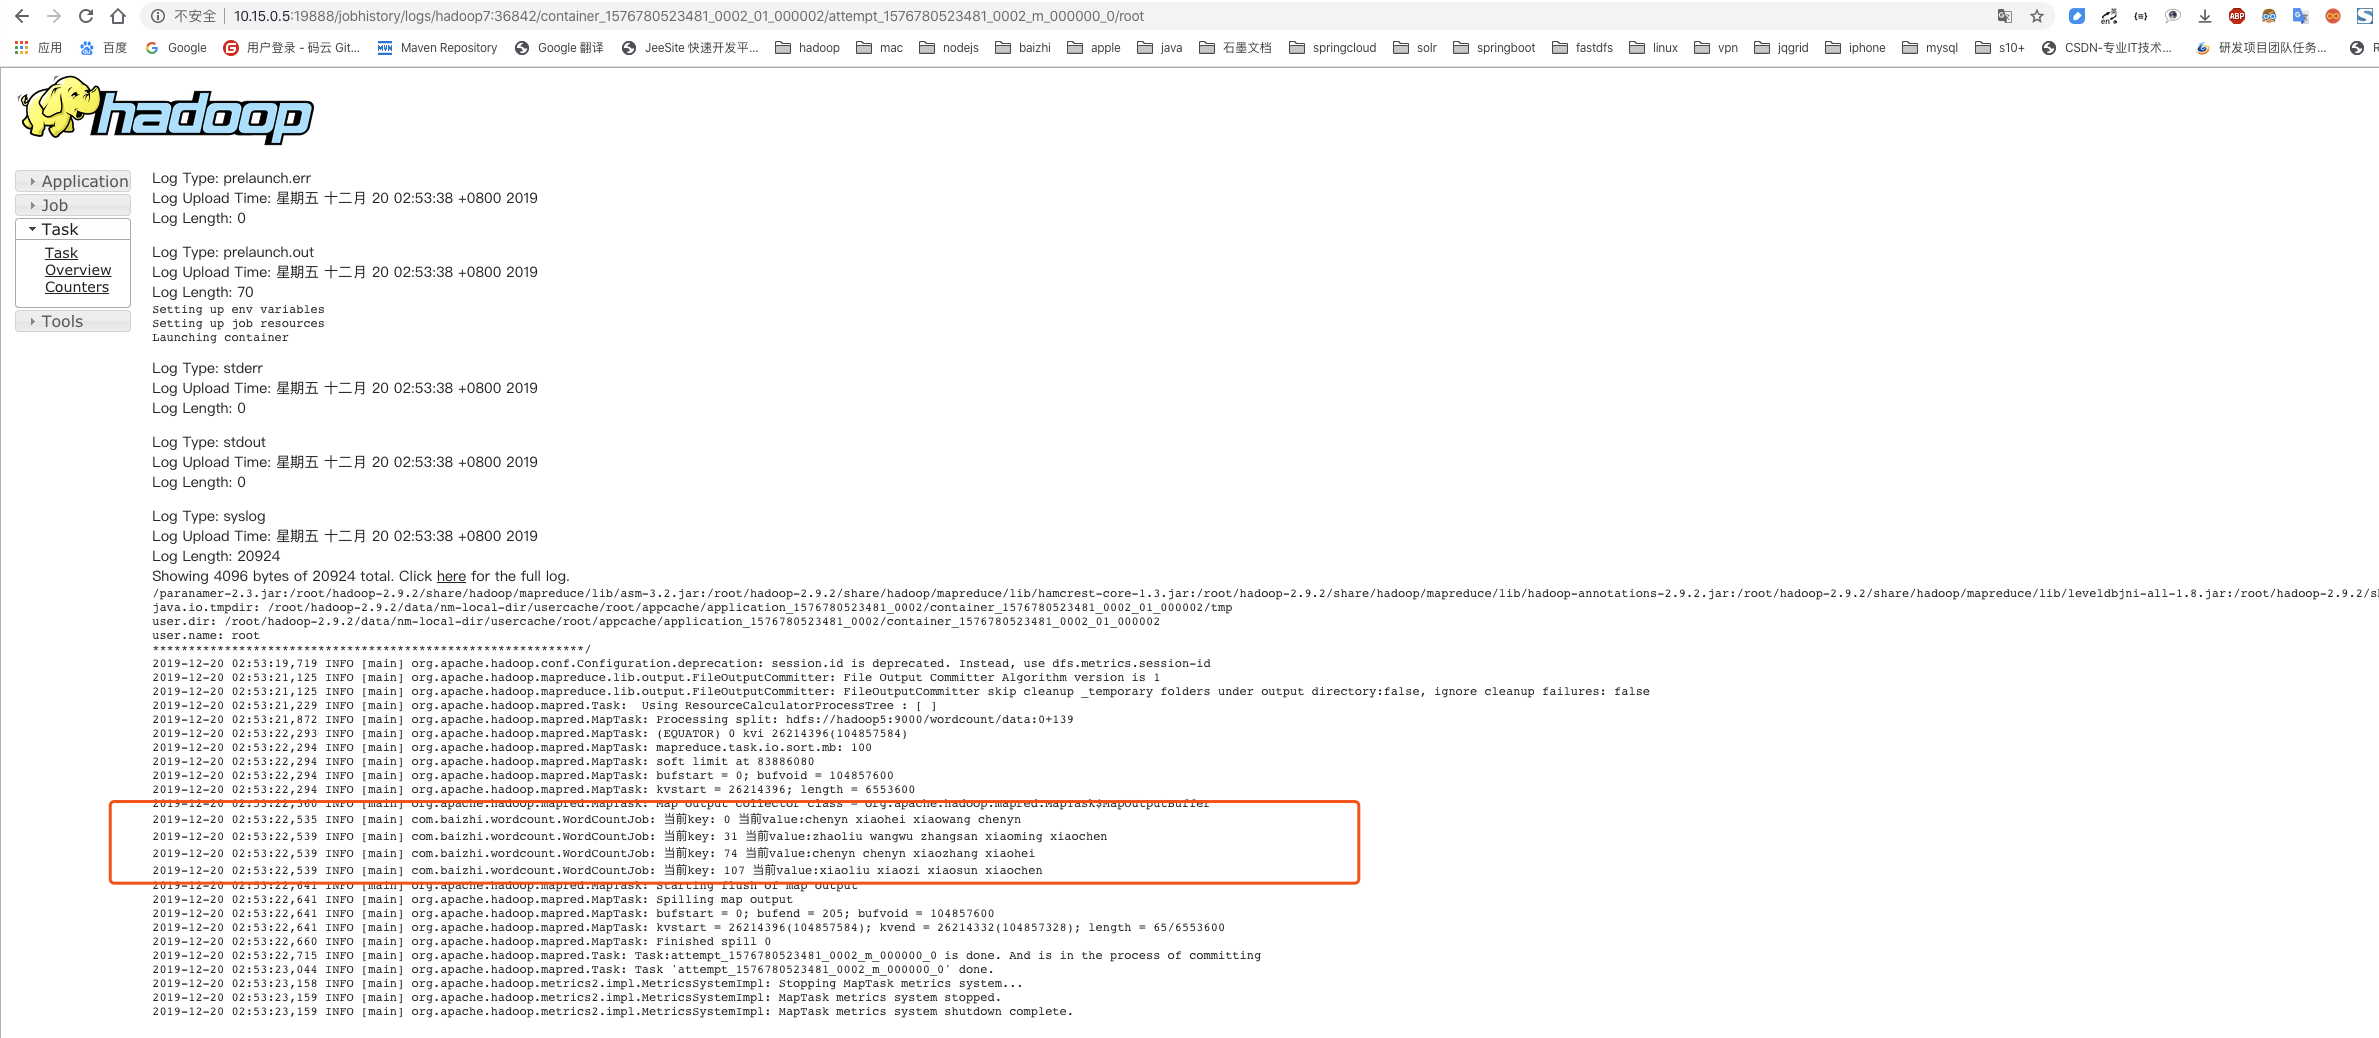 不安全 | 10.15.0.5:19888/jobhistory/logs/hadoop7:36842/container_1576780523481_0002_01_000002/attempt_1576780523481_0002_m_000000_0/root
应用 百度 Google 用户登录 - 码云 Git... Maven Repository Google 翻译 JeeSite 快速开发平... hadoop mac nodejs baizhi apple java 石墨文档 springcloud solr springboot fastdfs linux vpn jqgrid iphone mysql s10+ CSDN-专业IT技术... 研发项目团队任务...
hadoop
Application
Job
Task
Task
Overview
Counters
Tools
Log Type: prelaunch.err
Log Upload Time: 星期五 十二月 20 02:53:38 +0800 2019
Log Length: 0
Log Type: prelaunch.out
Log Upload Time: 星期五 十二月 20 02:53:38 +0800 2019
Log Length: 70
Setting up env variables
Setting up job resources
Launching container
Log Type: stderr
Log Upload Time: 星期五 十二月 20 02:53:38 +0800 2019
Log Length: 0
Log Type: stdout
Log Upload Time: 星期五 十二月 20 02:53:38 +0800 2019
Log Length: 0
Log Type: syslog
Log Upload Time: 星期五 十二月 20 02:53:38 +0800 2019
Log Length: 20924
Showing 4096 bytes of 20924 total. Click here for the full log.
/paranamer-2.3.jar:/root/hadoop-2.9.2/share/hadoop/mapreduce/lib/asm-3.2.jar:/root/hadoop-2.9.2/share/hadoop/mapreduce/lib/hamcrest-core-1.3.jar:/root/hadoop-2.9.2/share/hadoop/mapreduce/lib/hadoop-annotations-2.9.2.jar:/root/hadoop-2.9.2/share/hadoop/mapreduce/lib/leveldbjni-all-1.8.jar:/root/hadoop-2.9.2/s
java.io.tmpdir: /root/hadoop-2.9.2/data/nm-local-dir/usercache/root/appcache/application_1576780523481_0002/container_1576780523481_0002_01_000002/tmp
user.dir: /root/hadoop-2.9.2/data/nm-local-dir/usercache/root/appcache/application_1576780523481_0002/container_1576780523481_0002_01_000002
user.name: root
************************************************************/
2019-12-20 02:53:19,719 INFO [main] org.apache.hadoop.conf.Configuration.deprecation: session.id is deprecated. Instead, use dfs.metrics.session-id
2019-12-20 02:53:21,125 INFO [main] org.apache.hadoop.mapreduce.lib.output.FileOutputCommitter: File Output Committer Algorithm version is 1
2019-12-20 02:53:21,125 INFO [main] org.apache.hadoop.mapreduce.lib.output.FileOutputCommitter: FileOutputCommitter skip cleanup _temporary folders under output directory:false, ignore cleanup failures: false
2019-12-20 02:53:21,229 INFO [main] org.apache.hadoop.mapred.Task:  Using ResourceCalculatorProcessTree : [ ]
2019-12-20 02:53:21,872 INFO [main] org.apache.hadoop.mapred.MapTask: Processing split: hdfs://hadoop5:9000/wordcount/data:0+139
2019-12-20 02:53:22,293 INFO [main] org.apache.hadoop.mapred.MapTask: (EQUATOR) 0 kvi 26214396(104857584)
2019-12-20 02:53:22,294 INFO [main] org.apache.hadoop.mapred.MapTask: mapreduce.task.io.sort.mb: 100
2019-12-20 02:53:22,294 INFO [main] org.apache.hadoop.mapred.MapTask: soft limit at 83886080
2019-12-20 02:53:22,294 INFO [main] org.apache.hadoop.mapred.MapTask: bufstart = 0; bufvoid = 104857600
2019-12-20 02:53:22,294 INFO [main] org.apache.hadoop.mapred.MapTask: kvstart = 26214396; length = 6553600
2019-12-20 02:53:22,360 INFO [main] org.apache.hadoop.mapred.MapTask: Map output collector class = org.apache.hadoop.mapred.MapTask$MapOutputBuffer
2019-12-20 02:53:22,535 INFO [main] com.baizhi.wordcount.WordCountJob: 当前key: 0 当前value:chenyn xiaohei xiaowang chenyn
2019-12-20 02:53:22,539 INFO [main] com.baizhi.wordcount.WordCountJob: 当前key: 31 当前value:zhaoliu wangwu zhangsan xiaoming xiaochen
2019-12-20 02:53:22,539 INFO [main] com.baizhi.wordcount.WordCountJob: 当前key: 74 当前value:chenyn chenyn xiaozhang xiaohei
2019-12-20 02:53:22,539 INFO [main] com.baizhi.wordcount.WordCountJob: 当前key: 107 当前value:xiaoliu xiaozi xiaosun xiaochen
2019-12-20 02:53:22,641 INFO [main] org.apache.hadoop.mapred.MapTask: Starting flush of map output
2019-12-20 02:53:22,641 INFO [main] org.apache.hadoop.mapred.MapTask: Spilling map output
2019-12-20 02:53:22,641 INFO [main] org.apache.hadoop.mapred.MapTask: bufstart = 0; bufend = 205; bufvoid = 104857600
2019-12-20 02:53:22,641 INFO [main] org.apache.hadoop.mapred.MapTask: kvstart = 26214396(104857584); kvend = 26214332(104857328); length = 65/6553600
2019-12-20 02:53:22,660 INFO [main] org.apache.hadoop.mapred.MapTask: Finished spill 0
2019-12-20 02:53:22,715 INFO [main] org.apache.hadoop.mapred.Task: Task:attempt_1576780523481_0002_m_000000_0 is done. And is in the process of committing
2019-12-20 02:53:23,044 INFO [main] org.apache.hadoop.mapred.Task: Task 'attempt_1576780523481_0002_m_000000_0' done.
2019-12-20 02:53:23,158 INFO [main] org.apache.hadoop.metrics2.impl.MetricsSystemImpl: Stopping MapTask metrics system...
2019-12-20 02:53:23,159 INFO [main] org.apache.hadoop.metrics2.impl.MetricsSystemImpl: MapTask metrics system stopped.
2019-12-20 02:53:23,159 INFO [main] org.apache.hadoop.metrics2.impl.MetricsSystemImpl: MapTask metrics system shutdown complete.